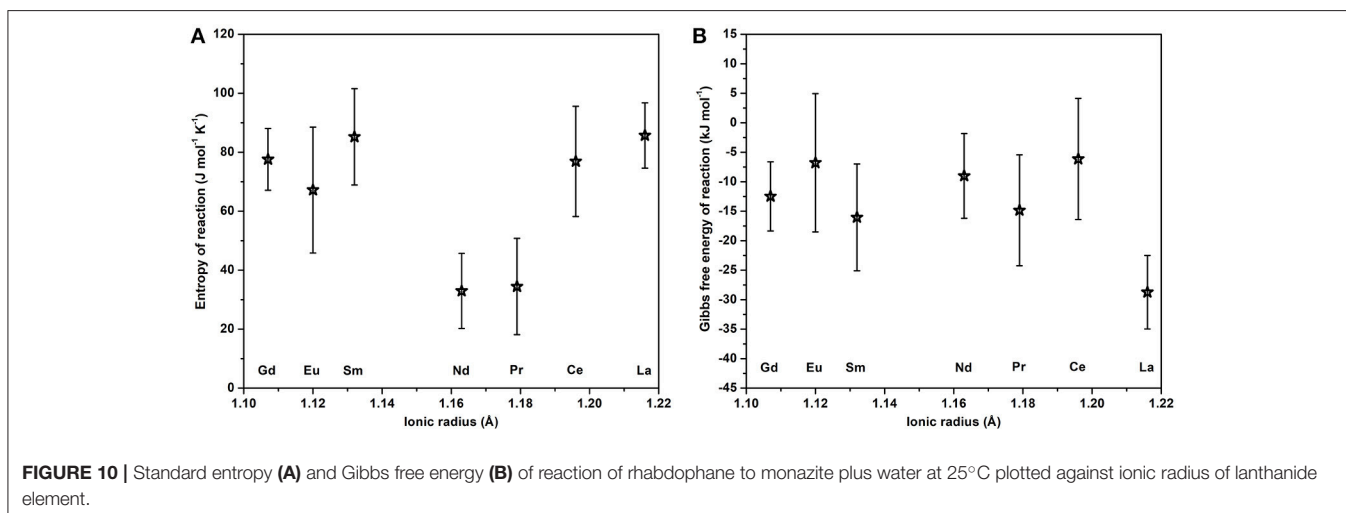 A
120
100
80
60
40
20
0
Entropy of reaction (J mol⁻¹ K⁻¹)
Gd Eu Sm Nd Pr Ce La
1.10 1.12 1.14 1.16 1.18 1.20 1.22
Ionic radius (Å)
B
15
10
5
0
-5
-10
-15
-20
-25
-30
-35
-40
-45
Gibbs free energy of reaction (kJ mol⁻¹)
Gd Eu Sm Nd Pr Ce La
1.10 1.12 1.14 1.16 1.18 1.20 1.22
Ionic radius (Å)
FIGURE 10 | Standard entropy (A) and Gibbs free energy (B) of reaction of rhabdophane to monazite plus water at 25°C plotted against ionic radius of lanthanide
element.